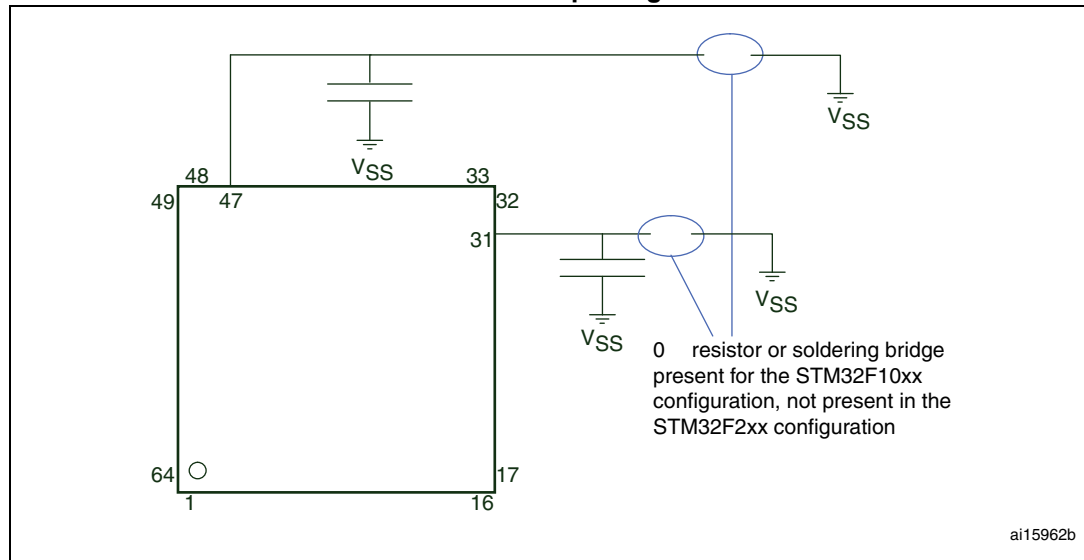 VSS
VSS
48
33
49
47
32
31
VSS
VSS
0 resistor or soldering bridge
present for the STM32F10xx
configuration, not present in the
STM32F2xx configuration
64
17
1
16
ai15962b